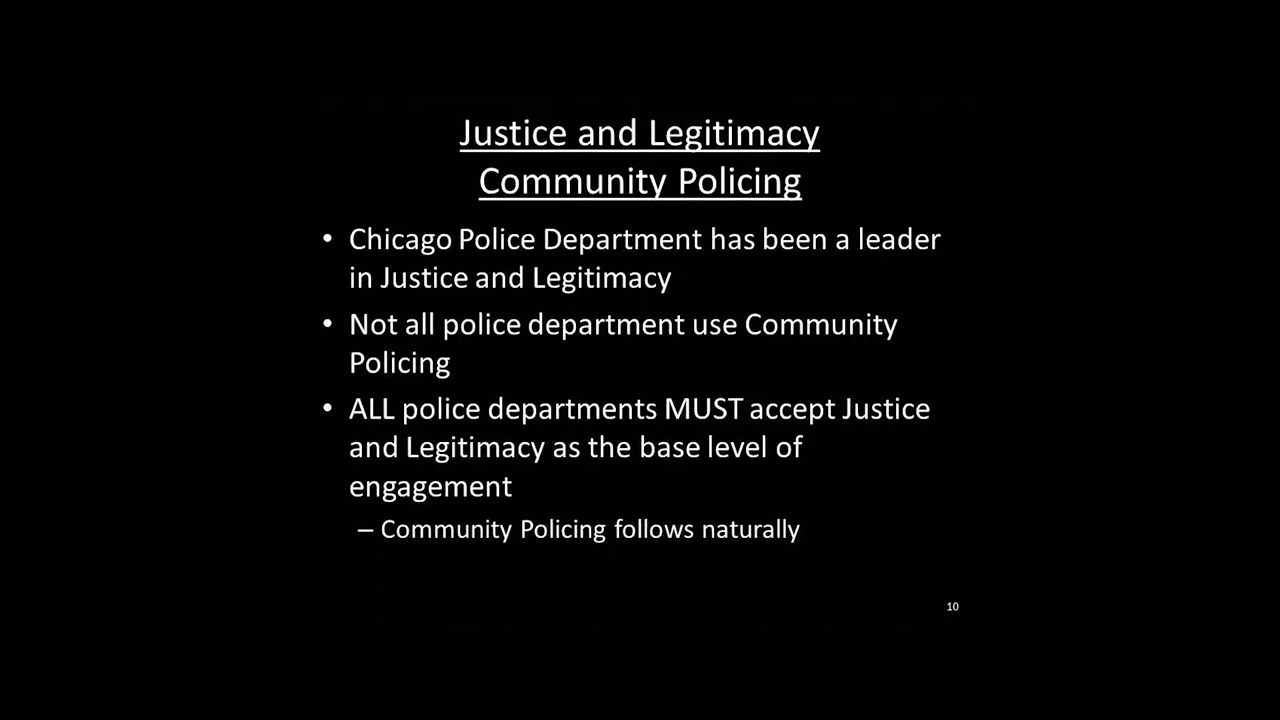 Justice and Legitimacy
Community Policing
• Chicago Police Department has been a leader
in Justice and Legitimacy
• Not all police department use Community
Policing
• ALL police departments MUST accept Justice
and Legitimacy as the base level of
engagement
– Community Policing follows naturally
10